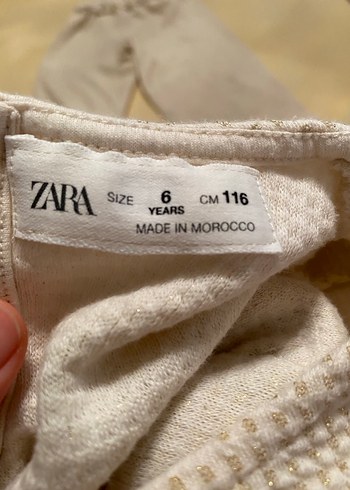 ZARA SIZE 6 YEARS CM 116
MADE IN MOROCCO